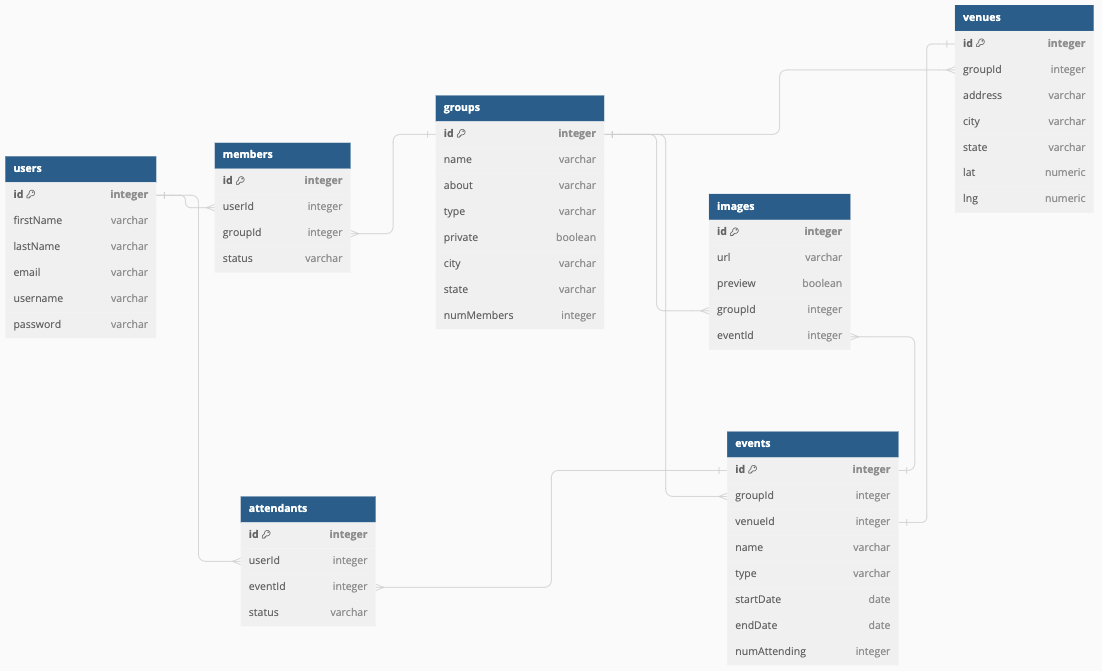 users
id integer
firstName varchar
lastName varchar
email varchar
username varchar
password varchar
members
id integer
userId integer
groupId integer
status varchar
groups
id integer
name varchar
about varchar
type varchar
private boolean
city varchar
state varchar
numMembers integer
venues
id integer
groupId integer
address varchar
city varchar
state varchar
lat numeric
lng numeric
images
id integer
url varchar
preview boolean
groupId integer
eventId integer
attendants
id integer
userId integer
eventId integer
status varchar
events
id integer
groupId integer
venueId integer
name varchar
type varchar
startDate date
endDate date
numAttending integer